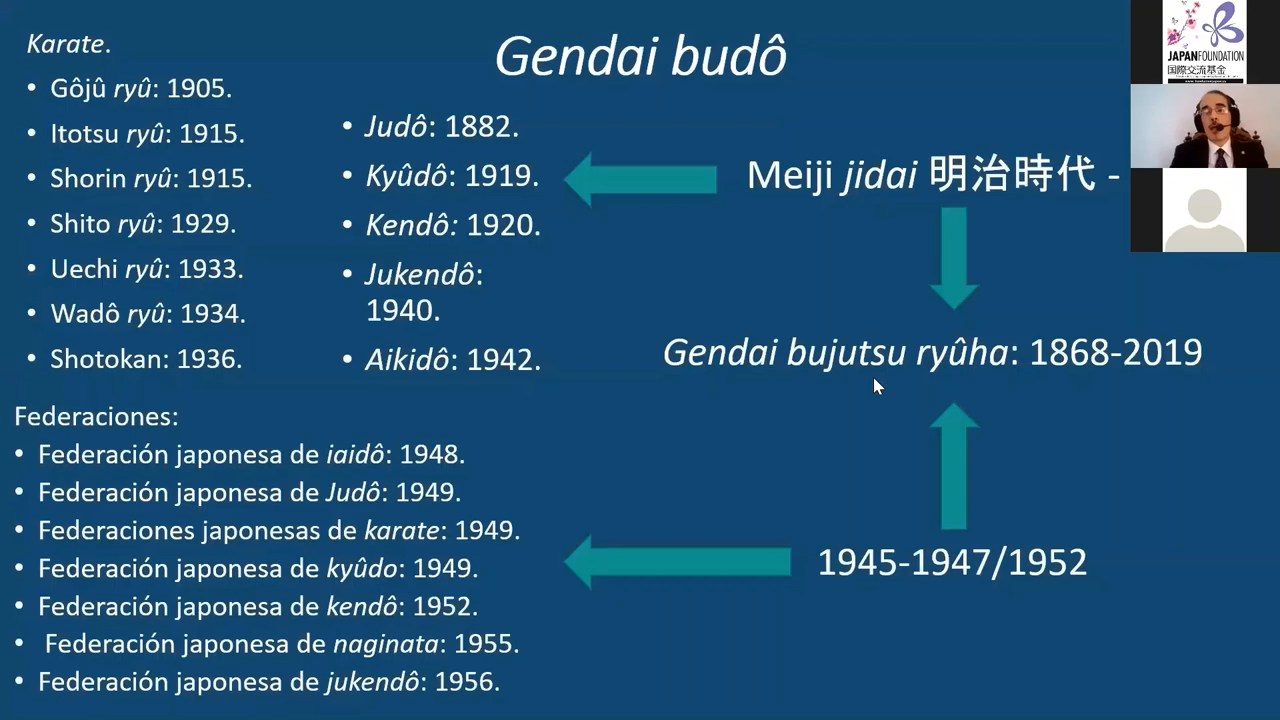 Gendai budô
Karate.
• Gôjû ryû: 1905.
• Itotsu ryû: 1915.
• Shorin ryû: 1915.
• Shito ryû: 1929.
• Uechi ryû: 1933.
• Wadô ryû: 1934.
• Shotokan: 1936.
• Judô: 1882.
• Kyûdô: 1919.
• Kendô: 1920.
• Jukendô:
1940.
• Aikidô: 1942.
Meiji jidai 明治時代 -
Gendai bujutsu ryûha: 1868-2019
1945-1947/1952
Federaciones:
• Federación japonesa de iaidô: 1948.
• Federación japonesa de Judô: 1949.
• Federaciones japonesas de karate: 1949.
• Federación japonesa de kyûdo: 1949.
• Federación japonesa de kendô: 1952.
• Federación japonesa de naginata: 1955.
• Federación japonesa de jukendô: 1956.
JAPANFOUNDATION
国際交流基金